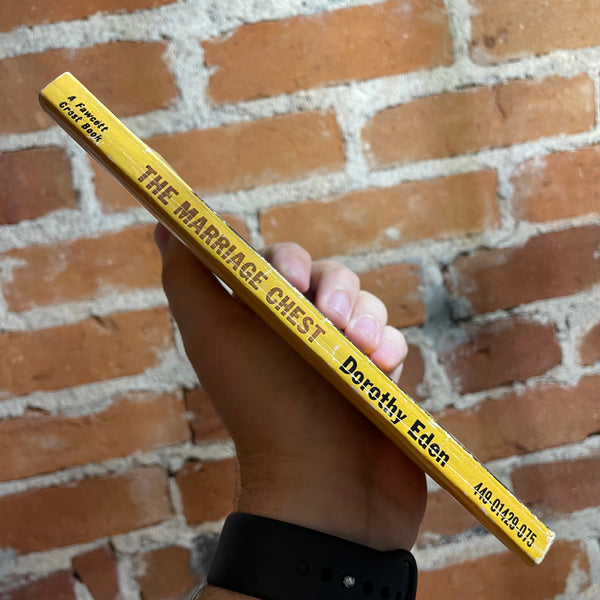 A Fawcett
Crest Book
THE MARRIAGE CHEST
Dorothy Eden
449-01429-075